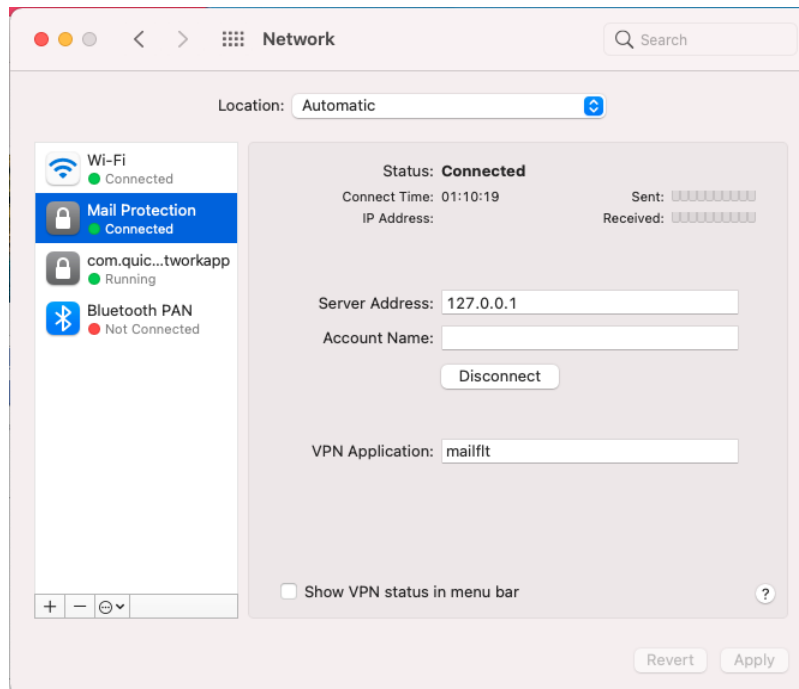 Network
Search
Location: Automatic
Wi-Fi
Connected
Mail Protection
Connected
com.quic...tworkapp
Running
Bluetooth PAN
Not Connected
Status: Connected
Connect Time: 01:10:19 Sent:
IP Address: Received:
Server Address: 127.0.0.1
Account Name:
Disconnect
VPN Application: mailflt
Show VPN status in menu bar
?
Revert Apply